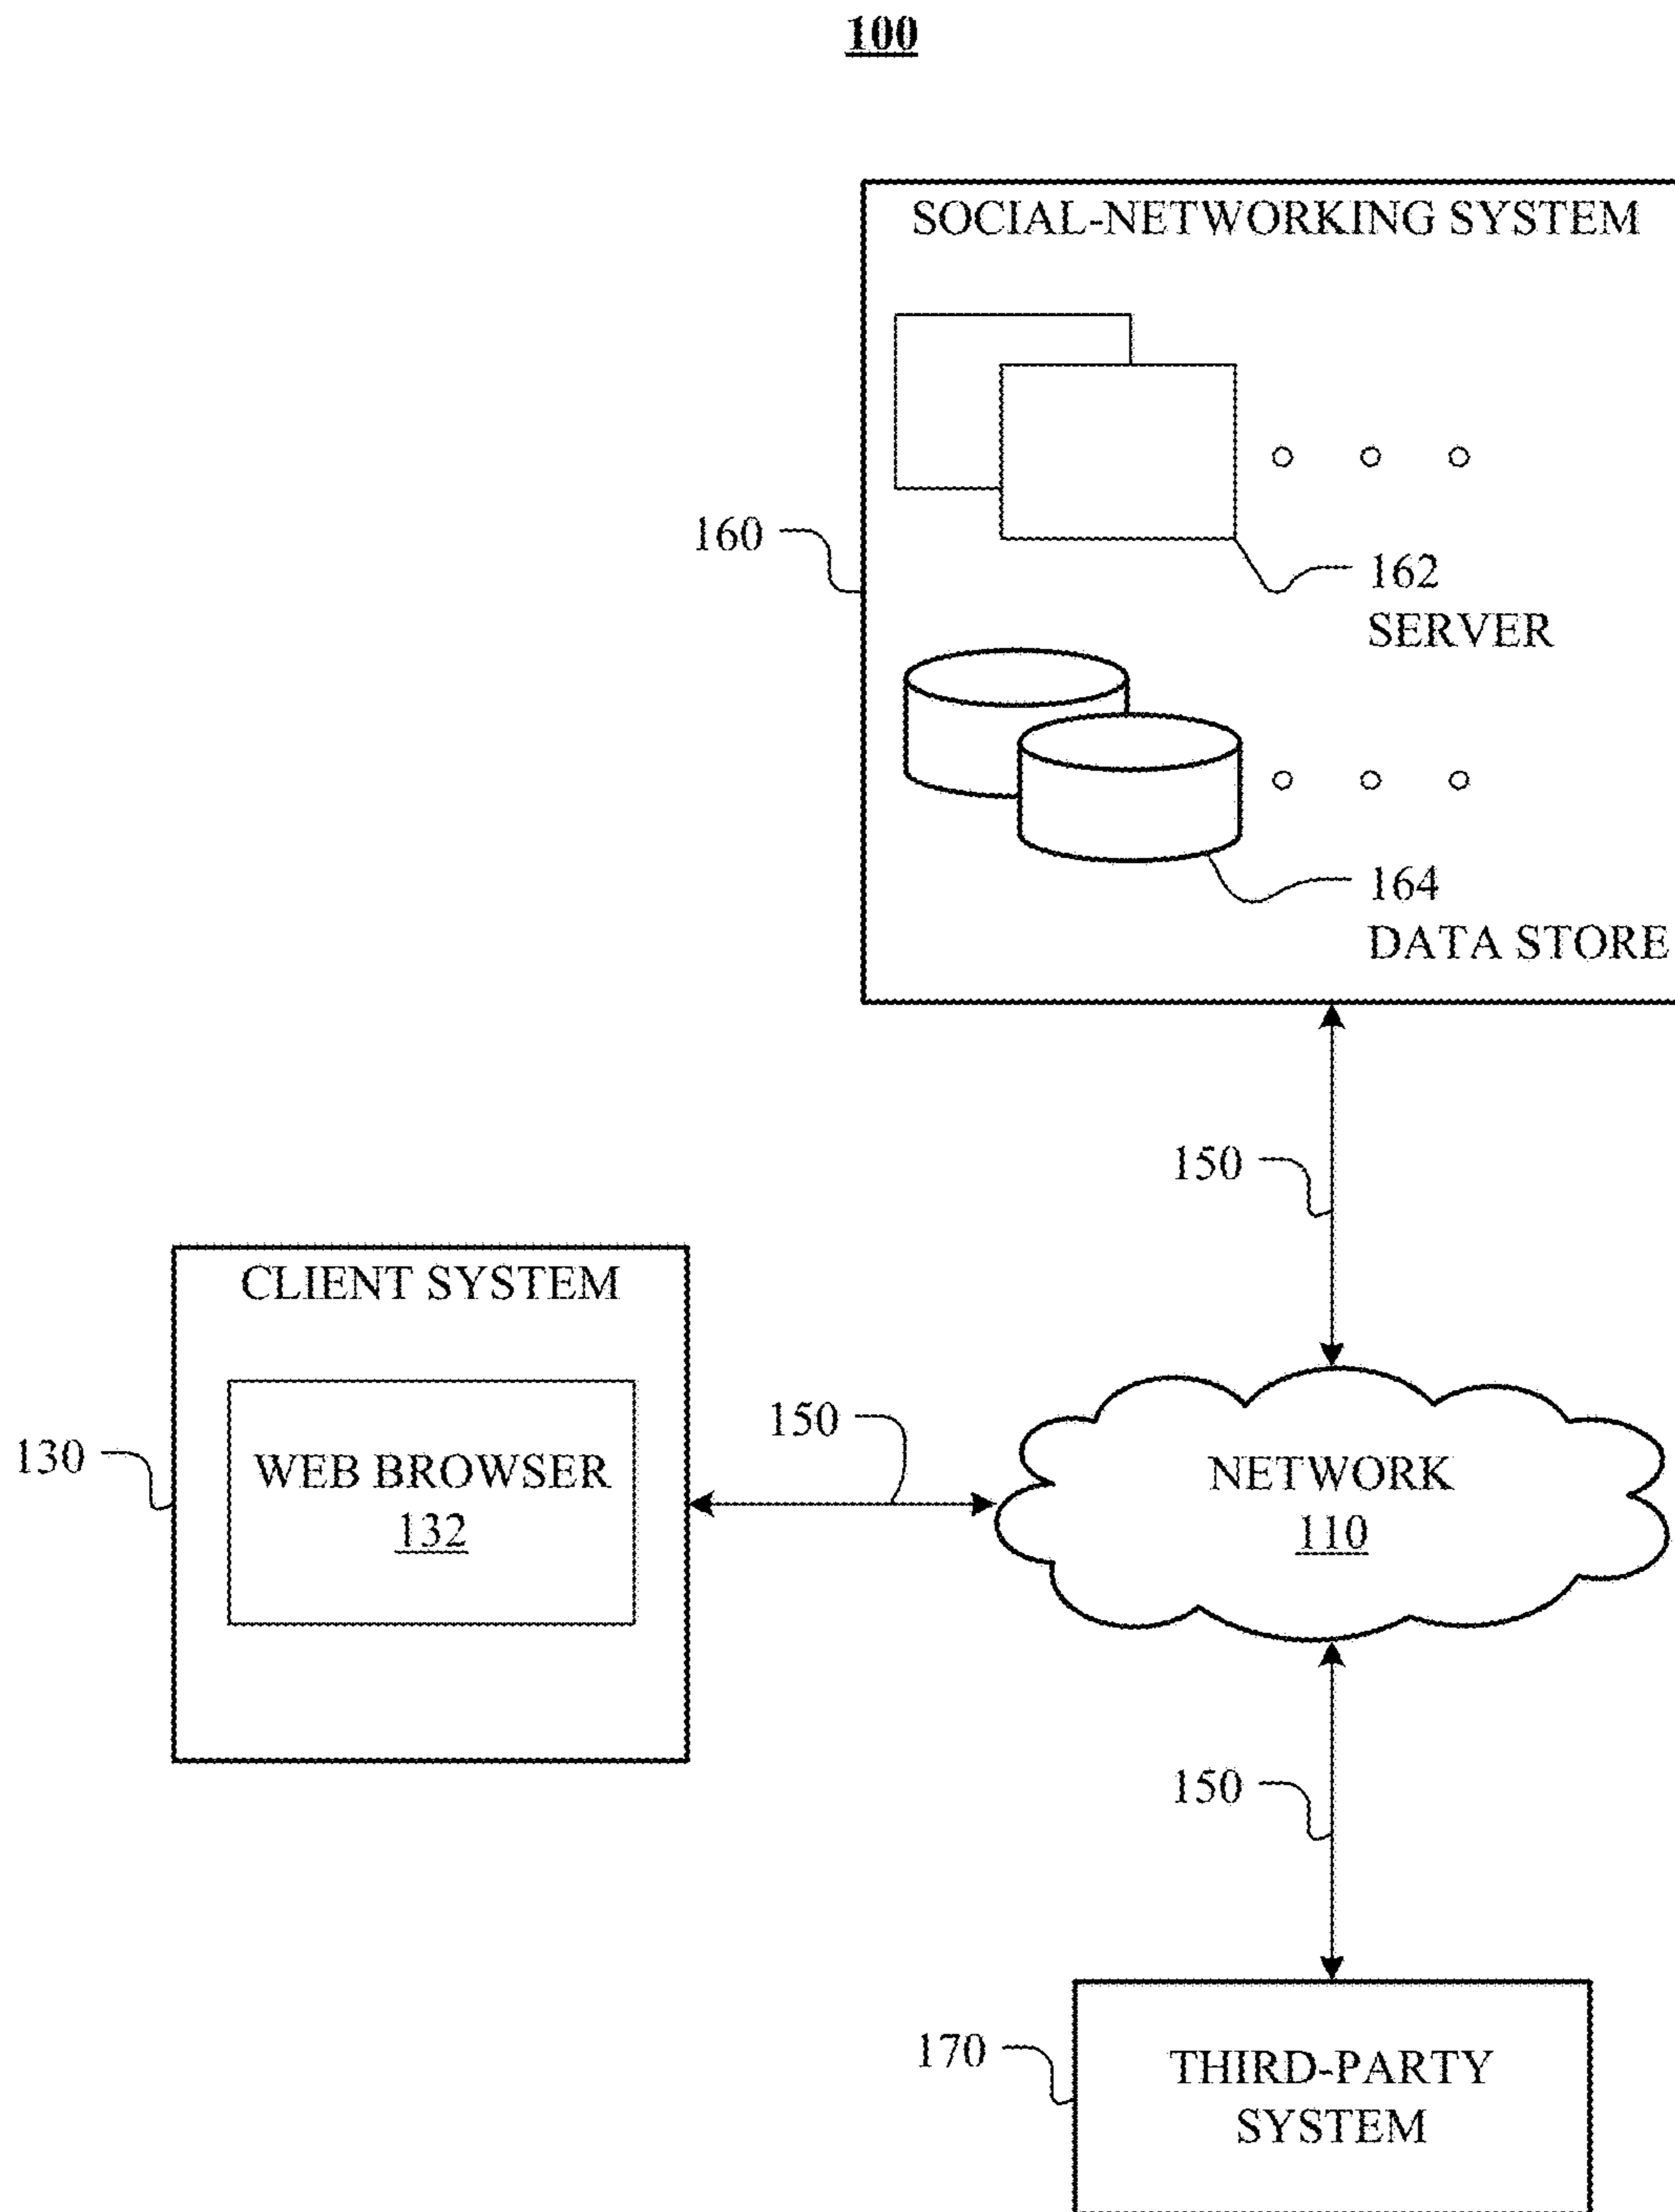 100
SOCIAL-NETWORKING SYSTEM
160
162
SERVER
164
DATA STORE
150
CLIENT SYSTEM
130
WEB BROWSER
132
150
NETWORK
110
150
170
THIRD-PARTY
SYSTEM